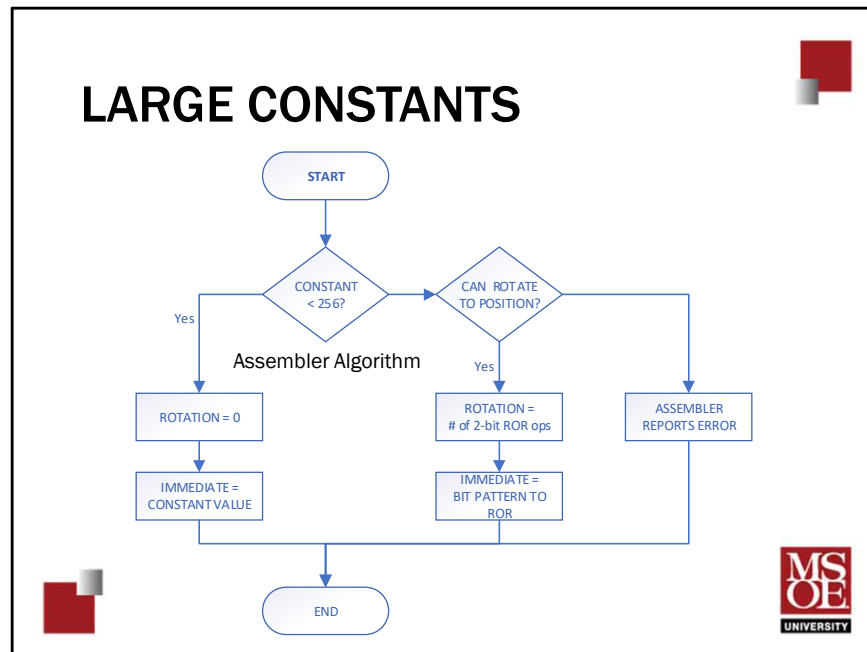 LARGE CONSTANTS
START
CONSTANT
< 256?
CAN ROTATE
TO POSITION?
Yes
Assembler Algorithm
Yes
ROTATION = 0
ROTATION =
# of 2-bit ROR ops
ASSEMBLER
REPORTS ERROR
IMMEDIATE =
CONSTANT VALUE
IMMEDIATE =
BIT PATTERN TO
ROR
END
MS
OE
UNIVERSITY